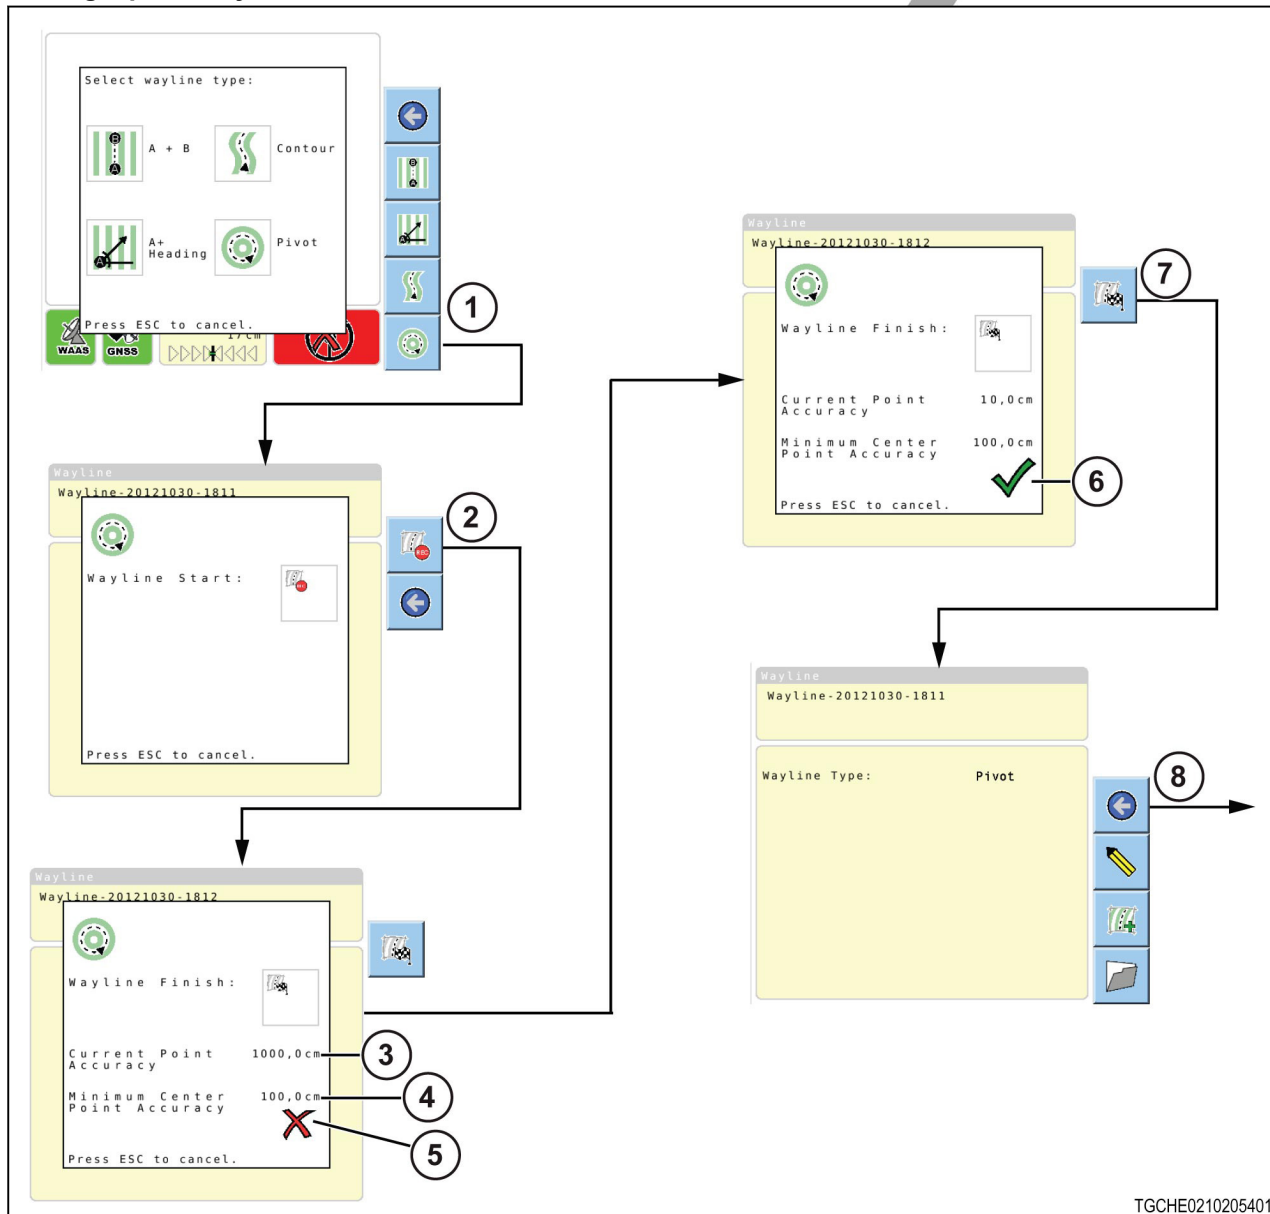 Select wayline type:
A + B
Contour
A+
Heading
Pivot
Press ESC to cancel.
17cm
WAAS
GNSS
1
Wayline
Wayline-20121030-1811
Wayline Start:
REC
REC
2
Press ESC to cancel.
Wayline
Wayline-20121030-1812
Wayline Finish:
Current Point
Accuracy
1000,0cm
3
Minimum Center
Point Accuracy
100,0cm
4
5
Press ESC to cancel.
Wayline
Wayline-20121030-1812
7
Wayline Finish:
Current Point
Accuracy
10,0cm
Minimum Center
Point Accuracy
100,0cm
6
Press ESC to cancel.
Wayline
Wayline-20121030-1811
Wayline Type:
Pivot
8
TGCHE0210205401